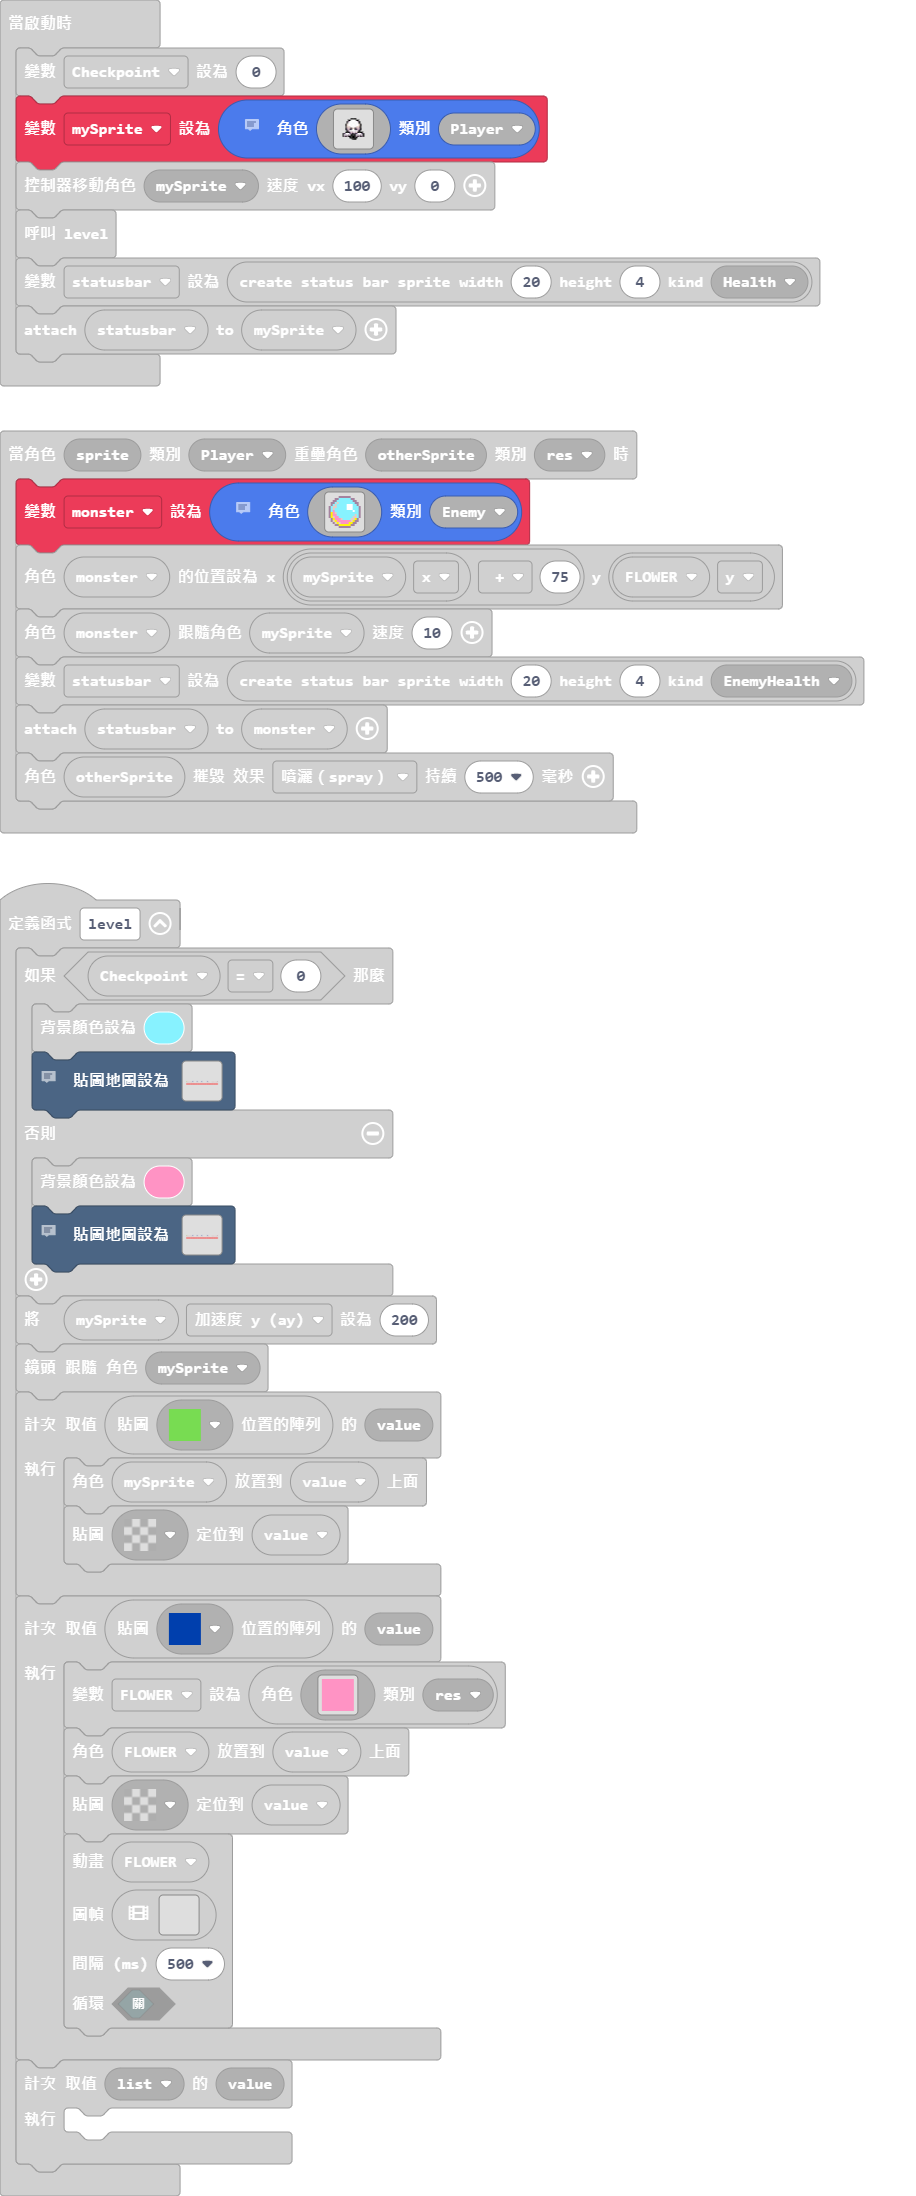 當啟動時
變數 Checkpoint 設為 0
變數 mySprite 設為 角色 類別 Player
控制器移動角色 mySprite 速度 vx 100 vy 0
呼叫 level
變數 statusbar 設為 create status bar sprite width 20 height 4 kind Health
attach statusbar to mySprite
當角色 sprite 類別 Player 重疊角色 otherSprite 類別 res 時
變數 monster 設為 角色 類別 Enemy
角色 monster 的位置設為 x mySprite x + 75 y FLOWER y
角色 monster 跟隨角色 mySprite 速度 10
變數 statusbar 設為 create status bar sprite width 20 height 4 kind EnemyHealth
attach statusbar to monster
角色 otherSprite 摧毀 效果 噴灑 (spray) 持續 500 毫秒
定義函式 level
如果 Checkpoint = 0 那麼
背景顏色設為
貼圖地圖設為
否則
背景顏色設為
貼圖地圖設為
將 mySprite 加速度 y (ay) 設為 200
鏡頭 跟隨 角色 mySprite
計次 取值 貼圖 位置的陣列 的 value
執行
角色 mySprite 放置到 value 上面
貼圖 定位到 value
計次 取值 貼圖 位置的陣列 的 value
執行
變數 FLOWER 設為 角色 類別 res
角色 FLOWER 放置到 value 上面
貼圖 定位到 value
動畫 FLOWER
圖幀
間隔 (ms) 500
循環 關
計次 取值 list 的 value
執行